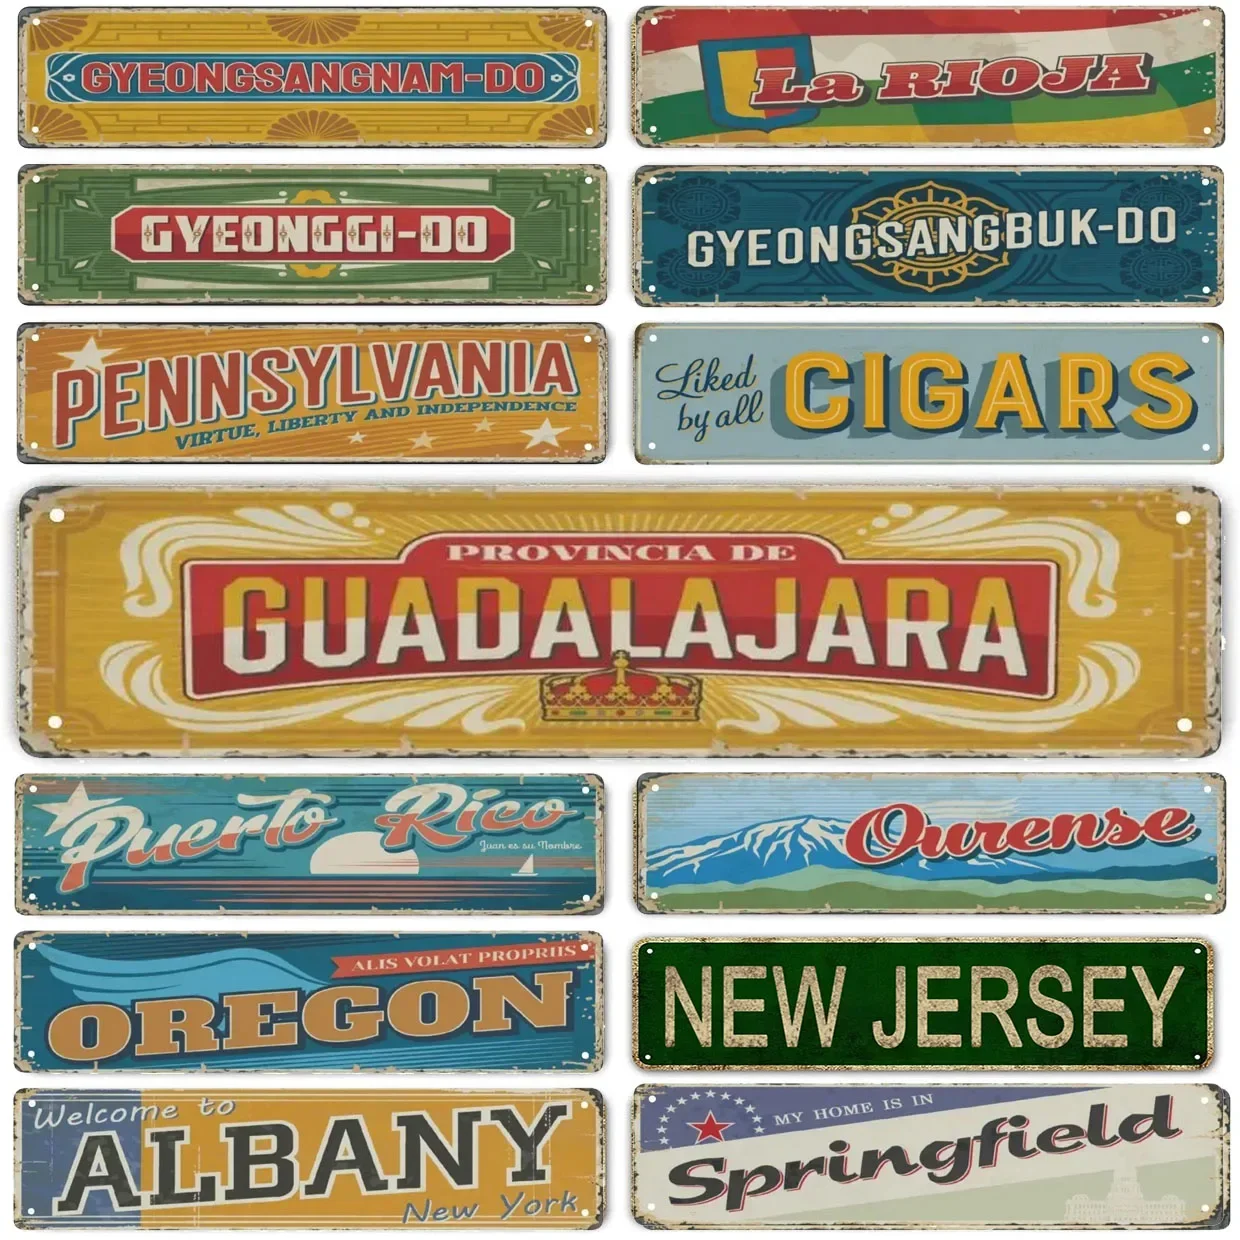 GYEONGSANGNAM-DO
La RIOJA
GYEONGGI-DO
GYEONGSANGBUK-DO
PENNSYLVANIA
VIRTUE, LIBERTY AND INDEPENDENCE
Liked
by all
CIGARS
PROVINCIA DE
GUADALAJARA
Puerto Rico
Juan es su Nombre
Ourense
ALIS VOLAT PROPRIIS
OREGON
NEW JERSEY
Welcome to
ALBANY
New York
MY HOME IS IN
Springfield